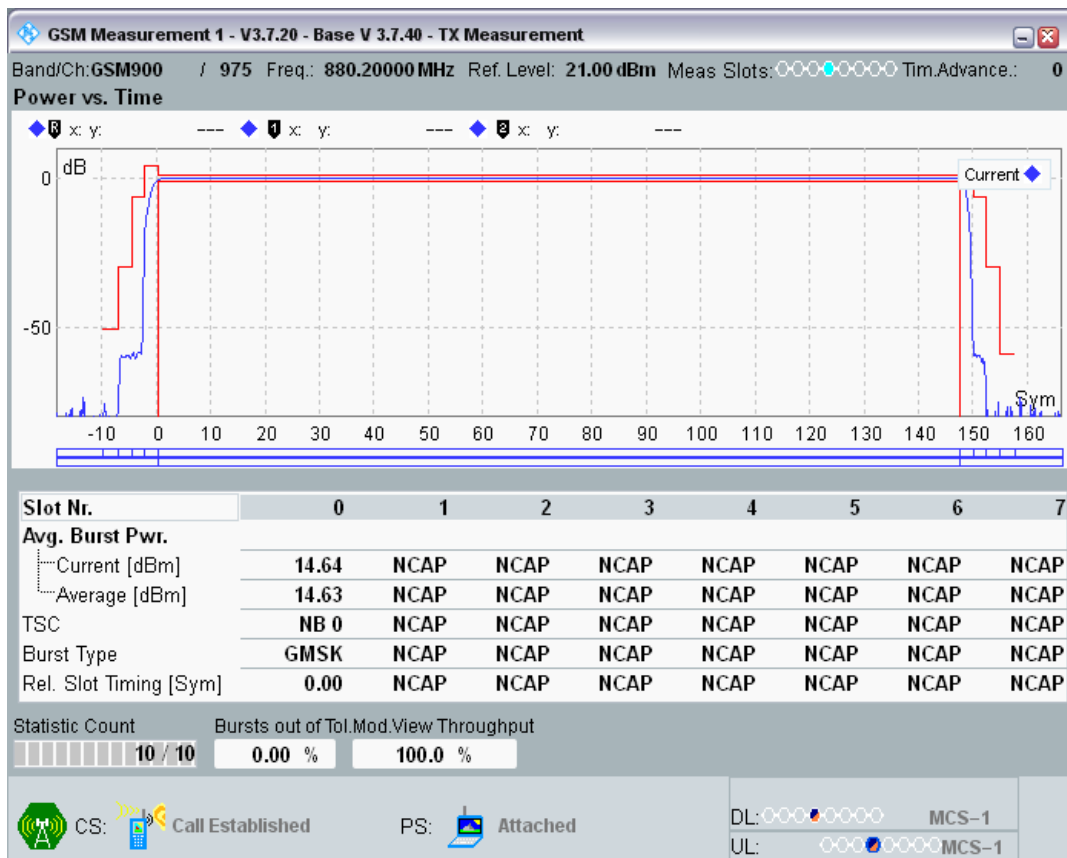 GSM Measurement 1 - V3.7.20 - Base V 3.7.40 - TX Measurement
Band/Ch:GSM900 / 975 Freq.: 880.20000 MHz Ref. Level: 21.00 dBm Meas Slots: Tim.Advance.: 0
Power vs. Time
R x: y: --- 1 x: y: --- 2 x: y: ---
dB
0
Current
-50
Sym
-10 0 10 20 30 40 50 60 70 80 90 100 110 120 130 140 150 160
Slot Nr. 0 1 2 3 4 5 6 7
Avg. Burst Pwr.
Current [dBm] 14.64 NCAP NCAP NCAP NCAP NCAP NCAP NCAP
Average [dBm] 14.63 NCAP NCAP NCAP NCAP NCAP NCAP NCAP
TSC NB 0 NCAP NCAP NCAP NCAP NCAP NCAP NCAP
Burst Type GMSK NCAP NCAP NCAP NCAP NCAP NCAP NCAP
Rel. Slot Timing [Sym] 0.00 NCAP NCAP NCAP NCAP NCAP NCAP NCAP
Statistic Count Bursts out of Tol.Mod.View Throughput
10 / 10 0.00 % 100.0 %
CS: Call Established PS: Attached
DL: MCS-1
UL: MCS-1